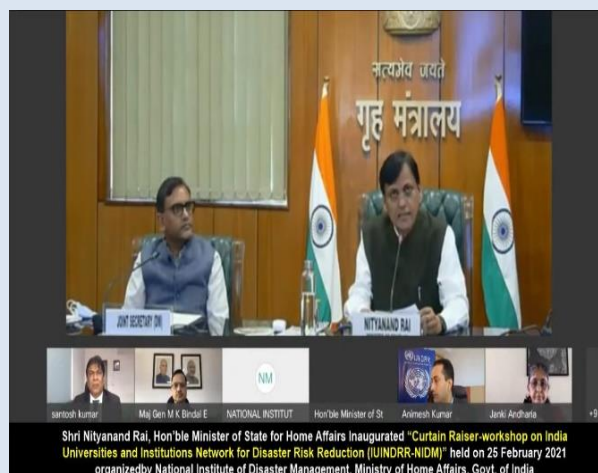 सत्यमेव जयते
गृह मंत्रालय
JOINT SECRETARY (DM)
NITYANAND RAI
NM
UNDRR
santosh kumar
Maj Gen M K Bindal E
NATIONAL INSTITUT
Hon'ble Minister of St
Animesh Kumar
Janki Andharia
+9
Shri Nityanand Rai, Hon'ble Minister of State for Home Affairs Inaugurated "Curtain Raiser-workshop on India
Universities and Institutions Network for Disaster Risk Reduction (IUINDRR-NIDM)" held on 25 February 2021
organizedby National Institute of Disaster Management, Ministry of Home Affairs, Govt. of India